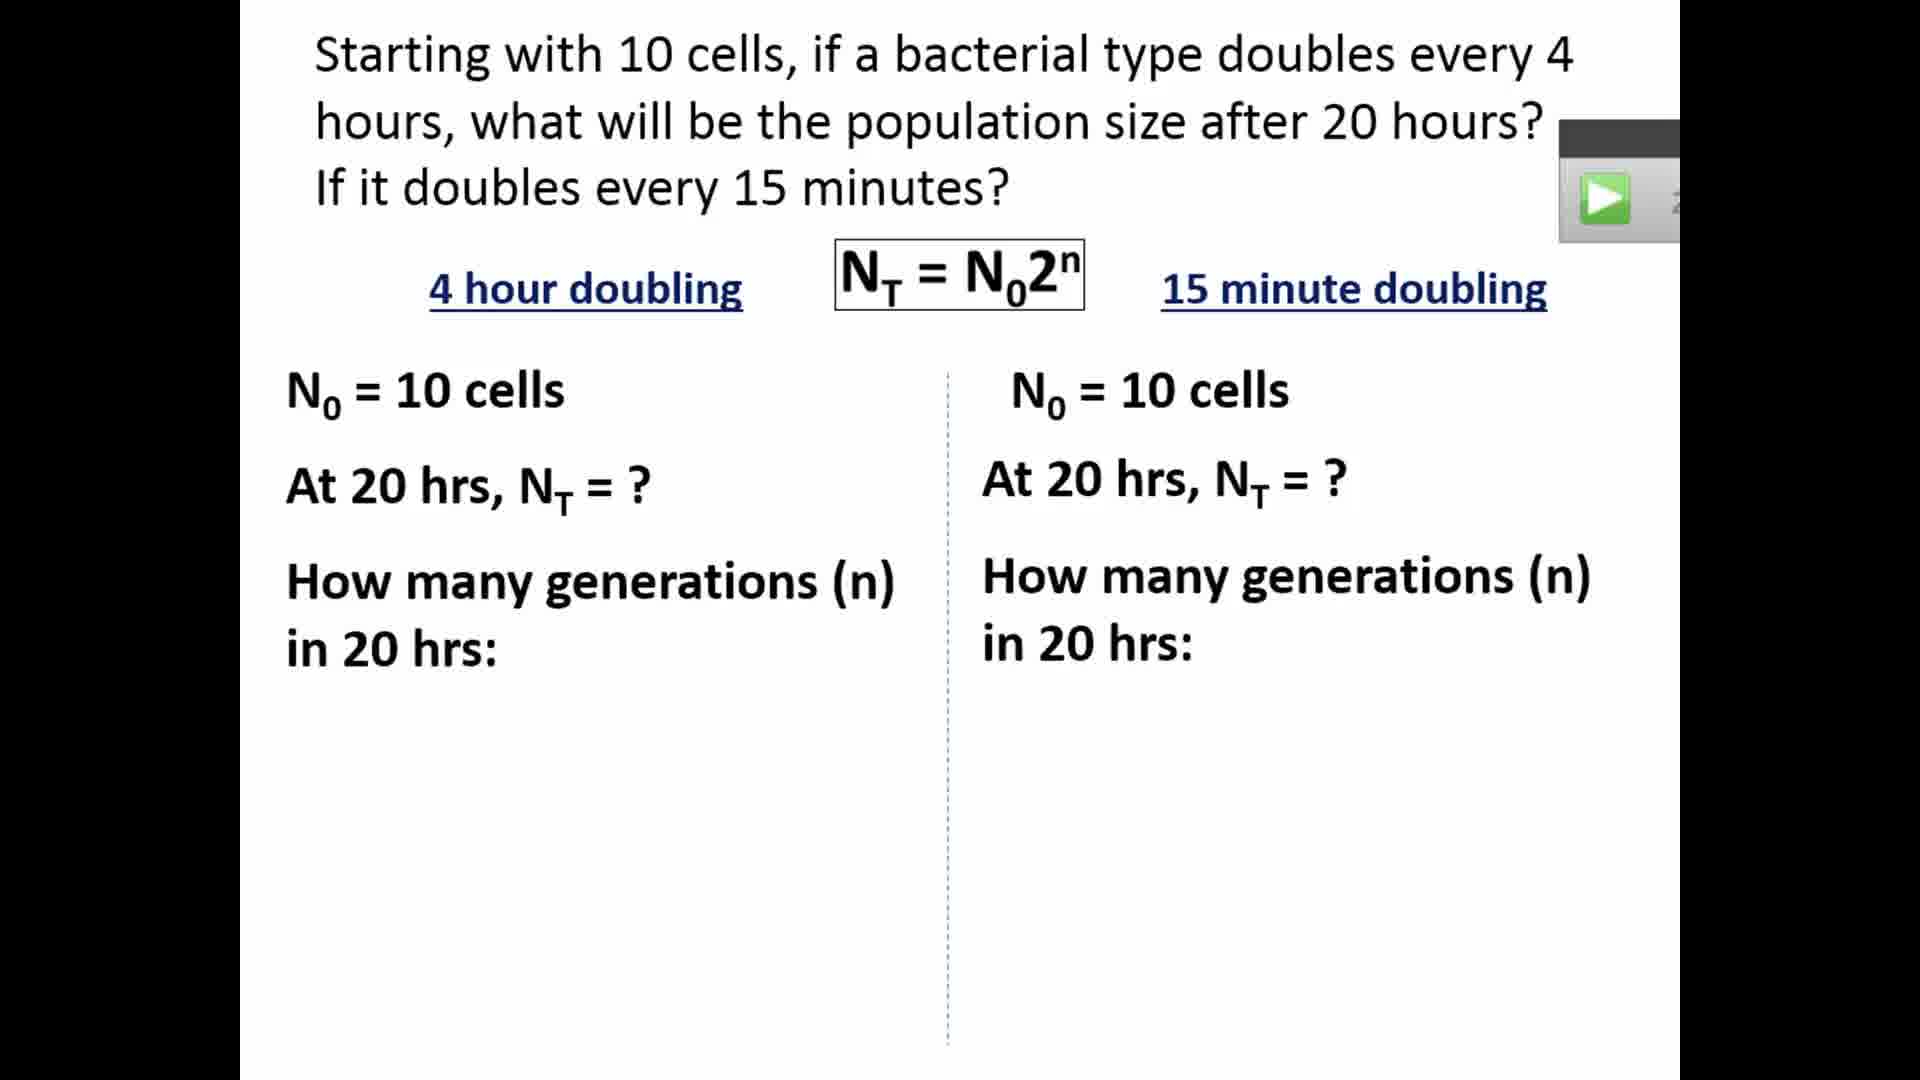 Starting with 10 cells, if a bacterial type doubles every 4
hours, what will be the population size after 20 hours?
If it doubles every 15 minutes?
4 hour doubling
N_T = N_0 2^n
15 minute doubling
N_0 = 10 cells
At 20 hrs, N_T = ?
How many generations (n)
in 20 hrs:
N_0 = 10 cells
At 20 hrs, N_T = ?
How many generations (n)
in 20 hrs: